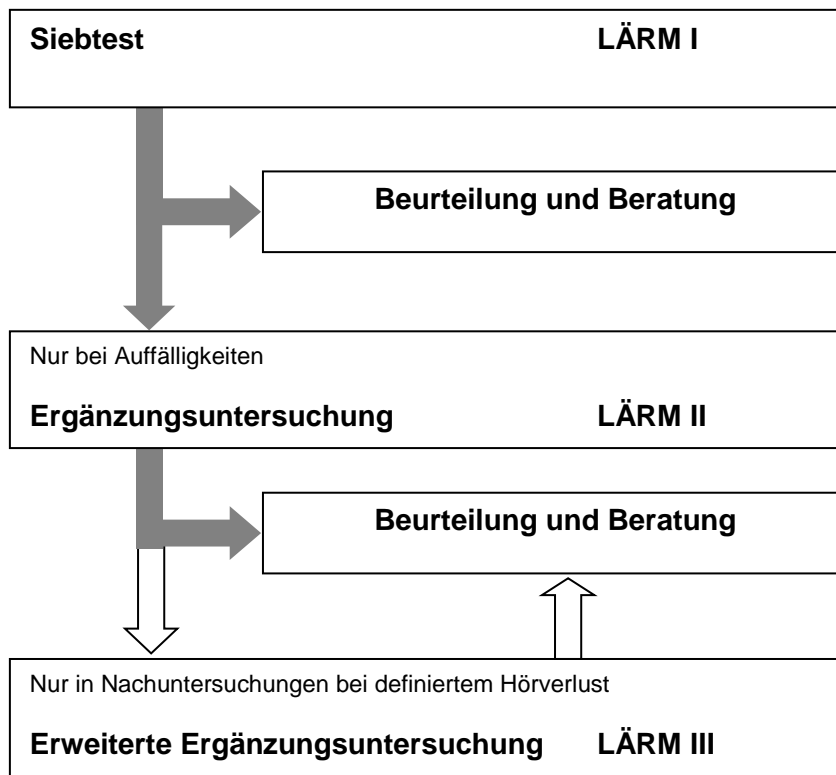 Siebtest LÄRM I
Beurteilung und Beratung
Nur bei Auffälligkeiten
Ergänzungsuntersuchung LÄRM II
Beurteilung und Beratung
Nur in Nachuntersuchungen bei definiertem Hörverlust
Erweiterte Ergänzungsuntersuchung LÄRM III